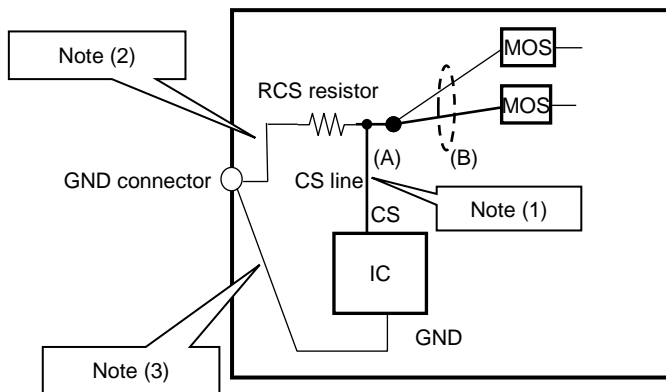 MOS
Note (2)
RCS resistor
MOS
(A)
(B)
GND connector
CS line
Note (1)
CS
IC
GND
Note (3)